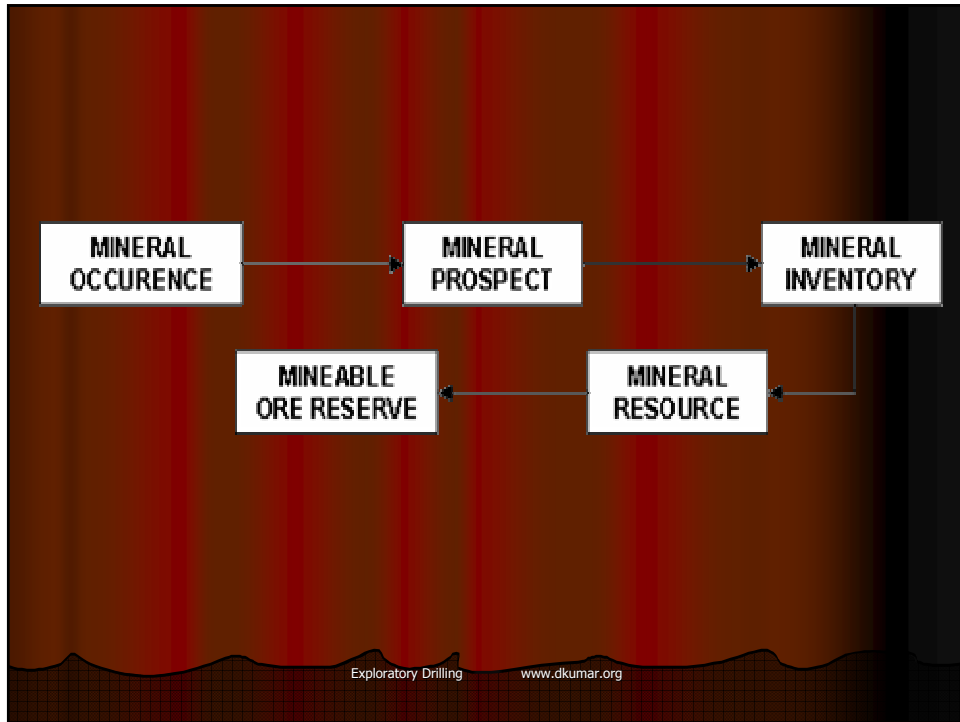 MINERAL
OCCURENCE
MINERAL
PROSPECT
MINERAL
INVENTORY
MINEABLE
ORE RESERVE
MINERAL
RESOURCE
Exploratory Drilling www.dkumar.org